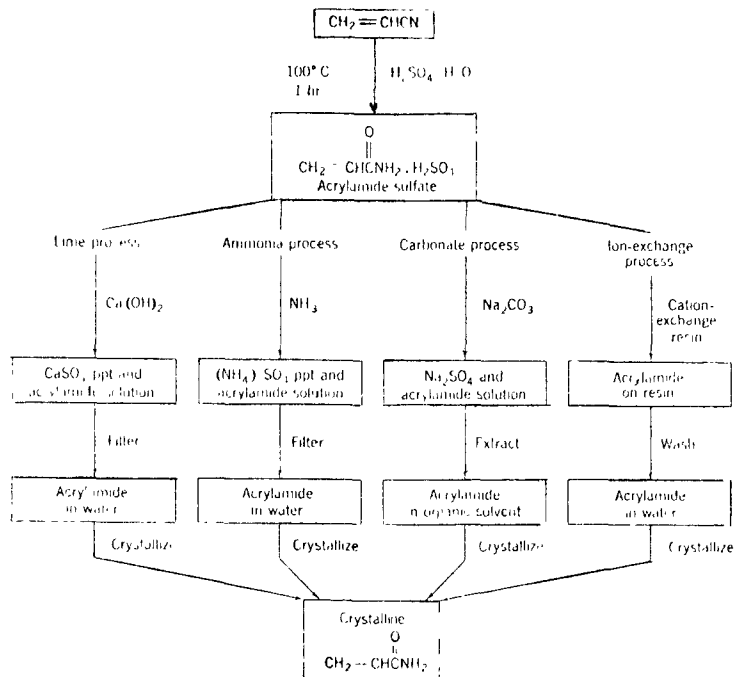 CH2=CHCN
100°C
1 hr
H2SO4 H2O
O
CH2 = CHCNH2 . H2SO4
Acrylamide sulfate
Lime process
Ammonia process
Carbonate process
Ion-exchange
process
Ca(OH)2
NH3
Na2CO3
Cation-
exchange
resin
CaSO4 ppt and
acrylamide solution
(NH4) SO4 ppt and
acrylamide solution
Na2SO4 and
acrylamide solution
Acrylamide
on resin
Filter
Filter
Extract
Wash
Acrylamide
in water
Acrylamide
in water
Acrylamide
in organic solvent
Acrylamide
in water
Crystallize
Crystallize
Crystallize
Crystallize
Crystalline
O
CH2 - CHCNH2